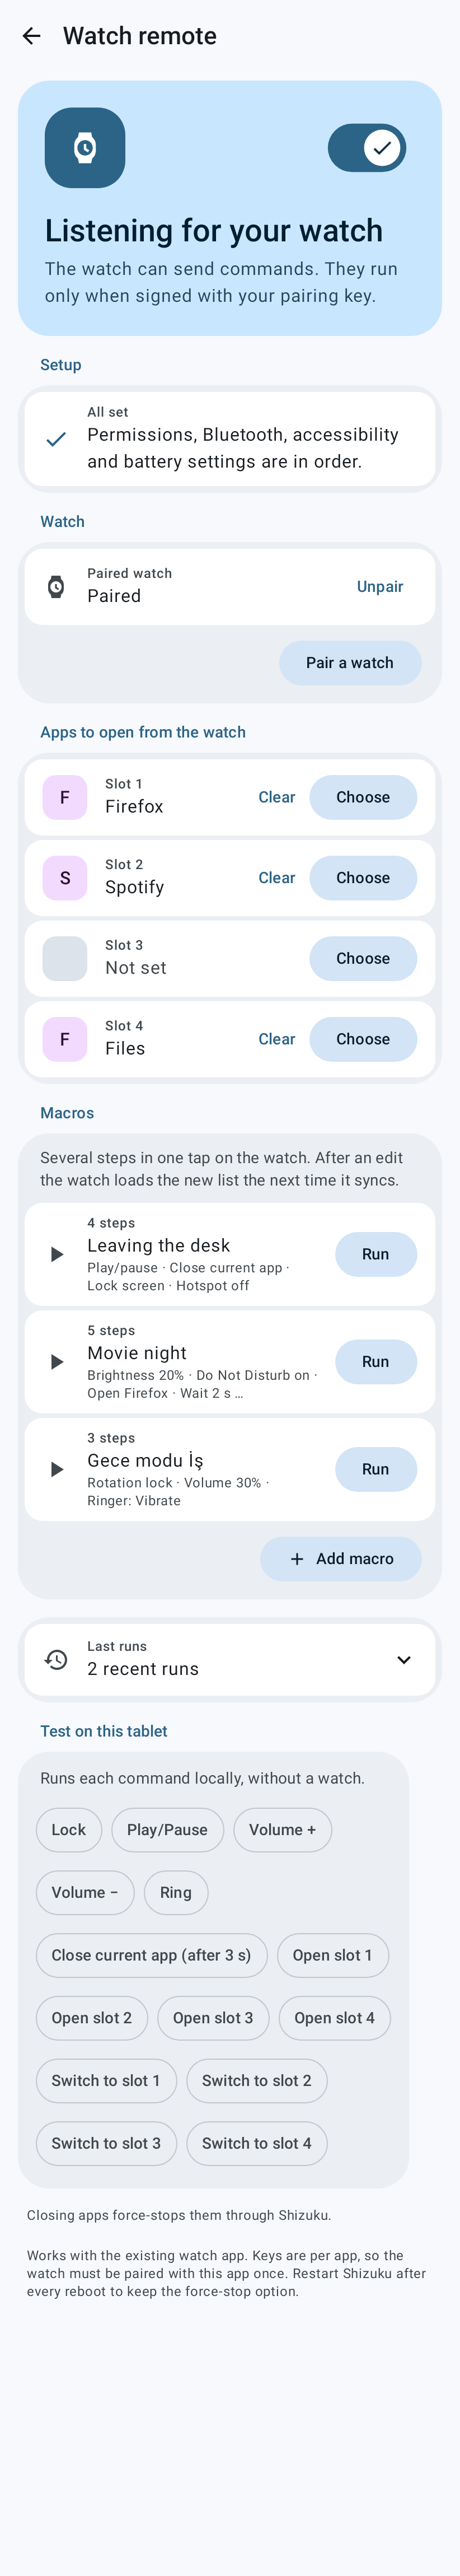 Watch remote
Listening for your watch
The watch can send commands. They run
only when signed with your pairing key.
Setup
All set
Permissions, Bluetooth, accessibility
and battery settings are in order.
Watch
Paired watch
Paired
Unpair
Pair a watch
Apps to open from the watch
F
Slot 1
Firefox
Clear
Choose
S
Slot 2
Spotify
Clear
Choose
Slot 3
Not set
Choose
F
Slot 4
Files
Clear
Choose
Macros
Several steps in one tap on the watch. After an edit
the watch loads the new list the next time it syncs.
4 steps
Leaving the desk
Play/pause · Close current app ·
Lock screen · Hotspot off
Run
5 steps
Movie night
Brightness 20% · Do Not Disturb on ·
Open Firefox · Wait 2 s …
Run
3 steps
Gece modu İş
Rotation lock · Volume 30% ·
Ringer: Vibrate
Run
+ Add macro
Last runs
2 recent runs
Test on this tablet
Runs each command locally, without a watch.
Lock
Play/Pause
Volume +
Volume −
Ring
Close current app (after 3 s)
Open slot 1
Open slot 2
Open slot 3
Open slot 4
Switch to slot 1
Switch to slot 2
Switch to slot 3
Switch to slot 4
Closing apps force-stops them through Shizuku.
Works with the existing watch app. Keys are per app, so the
watch must be paired with this app once. Restart Shizuku after
every reboot to keep the force-stop option.